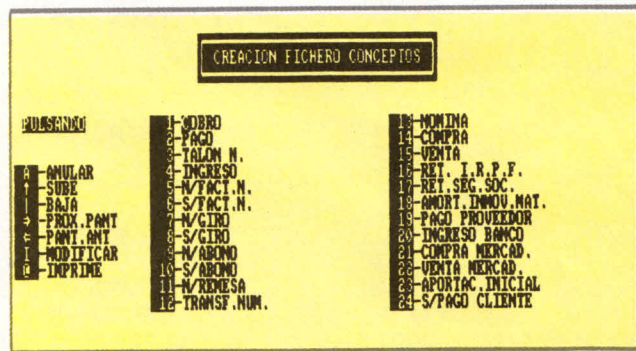 CREACION FICHERO CONCEPTOS
PULSANDO
A-ANULAR
↑-SUBE
-BAJA
→-PROX.PANT
←-PANT.ANT
-MODIFICAR
-IMPRIME
1-COBRO
2-PAGO
3-TALON N.
4-INGRESO
5-N/FACT.N.
6-S/FACT.N.
7-N/GIRO
8-S/GIRO
9-N/ABONO
10-S/ABONO
11-N/REMESA
12-TRANSF.NUM.
13-NOMINA
14-COMPRA
15-VENTA
16-RET. I.R.P.F.
17-RET.SEG.SOC.
18-AMORT.INMOV.MAT.
19-PAGO PROVEEDOR
20-INGRESO BANCO
21-COMPRA MERCAD.
22-VENTA MERCAD.
23-APORTAC.INICIAL
24-S/PAGO CLIENTE